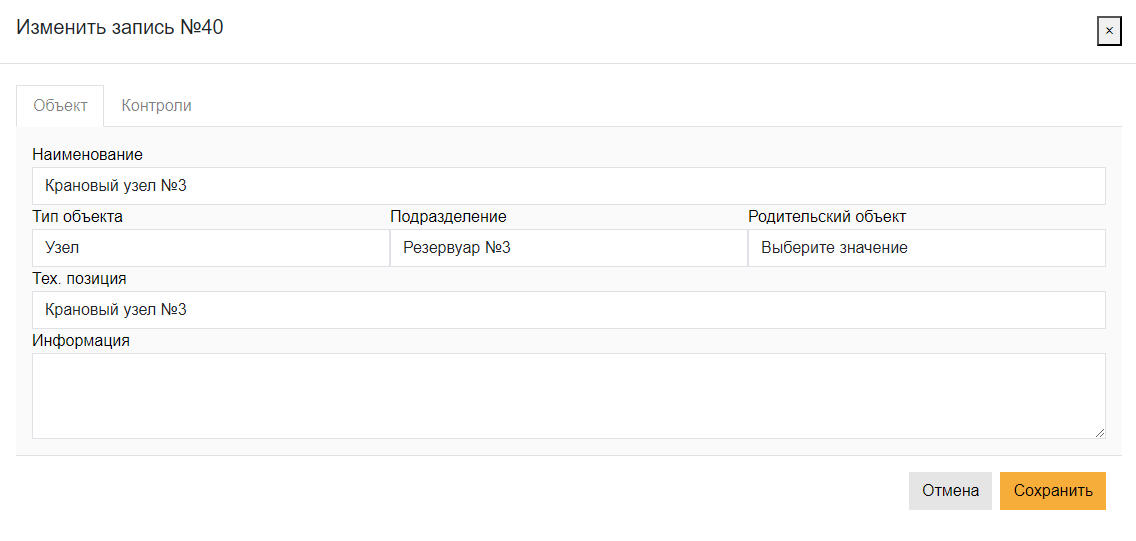 Изменить запись №40
×
Объект Контроли
Наименование
Крановый узел №3
Тип объекта Подразделение Родительский объект
Узел Резервуар №3 Выберите значение
Тех. позиция
Крановый узел №3
Информация
Отмена Сохранить